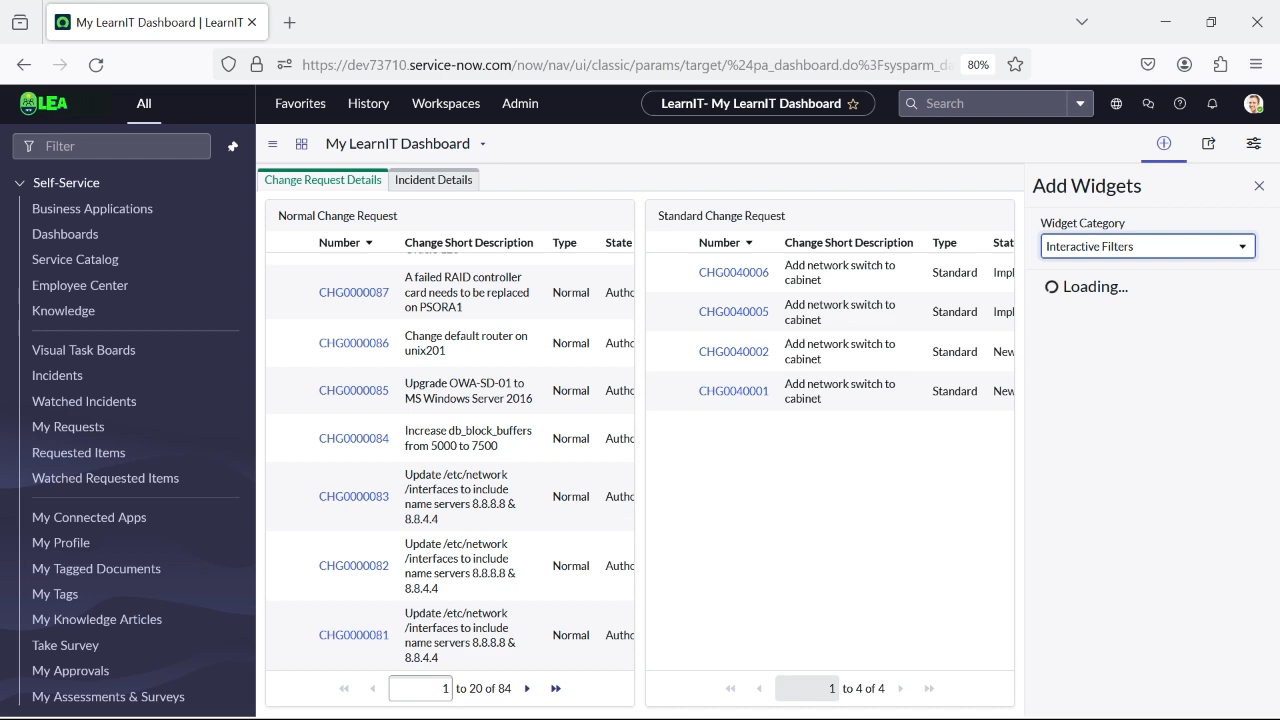 My LearnIT Dashboard | LearnIT
https://dev73710.service-now.com/now/nav/ui/classic/params/target/%24pa_dashboard.do%3Fsysparm_da
80%
LEA
All
Favorites
History
Workspaces
Admin
LearnIT- My LearnIT Dashboard
Search
Filter
My LearnIT Dashboard
Self-Service
Business Applications
Dashboards
Service Catalog
Employee Center
Knowledge
Visual Task Boards
Incidents
Watched Incidents
My Requests
Requested Items
Watched Requested Items
My Connected Apps
My Profile
My Tagged Documents
My Tags
My Knowledge Articles
Take Survey
My Approvals
My Assessments & Surveys
Change Request Details
Incident Details
Normal Change Request
Number Change Short Description Type State
A failed RAID controller
CHG0000087 card needs to be replaced Normal Autho
on PSORA1
Change default router on
CHG0000086 Normal Autho
unix201
Upgrade OWA-SD-01 to
CHG0000085 Normal Autho
MS Windows Server 2016
Increase db_block_buffers
CHG0000084 Normal Autho
from 5000 to 7500
Update /etc/network
/interfaces to include
CHG0000083 Normal Autho
name servers 8.8.8.8 &
8.8.4.4
Update /etc/network
/interfaces to include
CHG0000082 Normal Autho
name servers 8.8.8.8 &
8.8.4.4
Update /etc/network
/interfaces to include
CHG0000081 Normal Autho
name servers 8.8.8.8 &
8.8.4.4
1 to 20 of 84
Standard Change Request
Number Change Short Description Type Stat
CHG0040006 Add network switch to Standard Impl
cabinet
CHG0040005 Add network switch to Standard Impl
cabinet
CHG0040002 Add network switch to Standard New
cabinet
CHG0040001 Add network switch to Standard New
cabinet
1 to 4 of 4
Add Widgets
Widget Category
Interactive Filters
Loading...